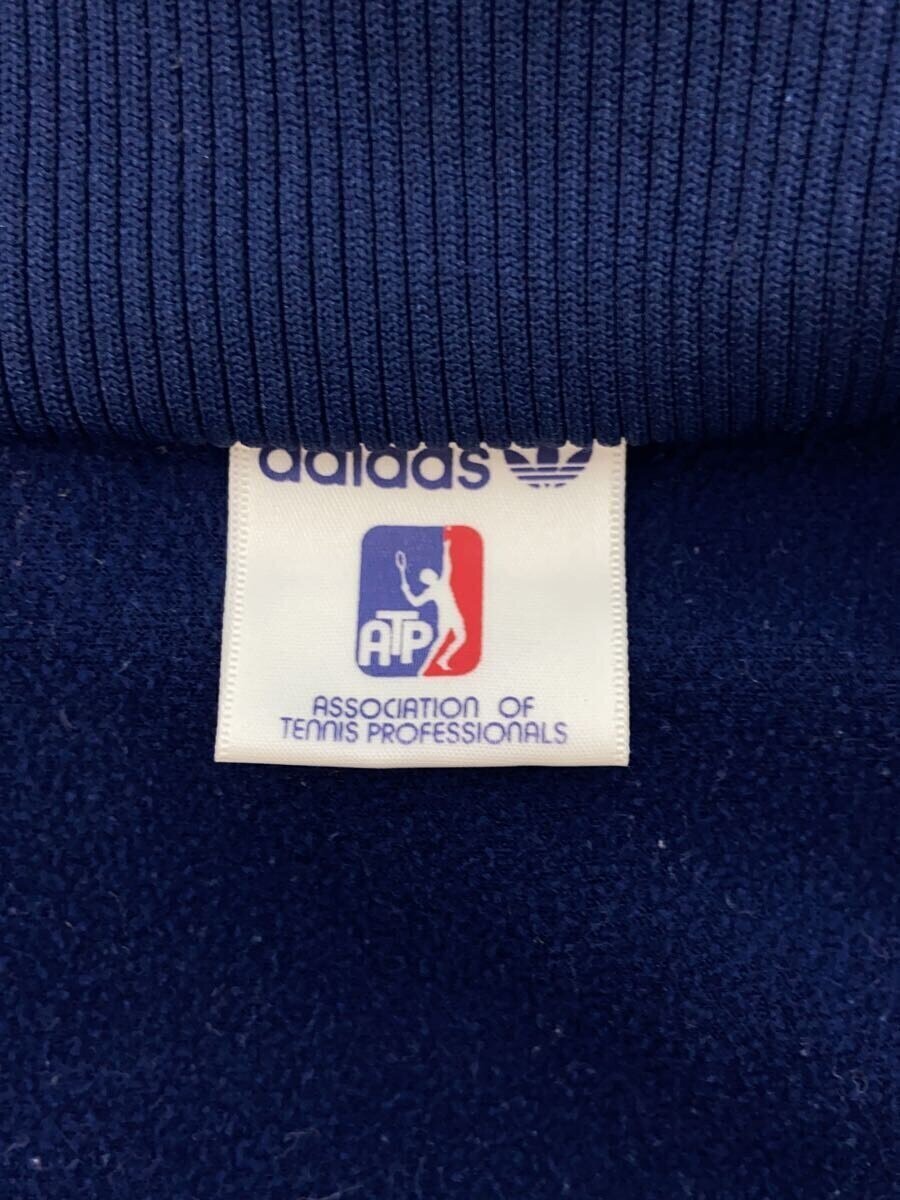 adidas
ATP
ASSOCIATION OF
TENNIS PROFESSIONALS